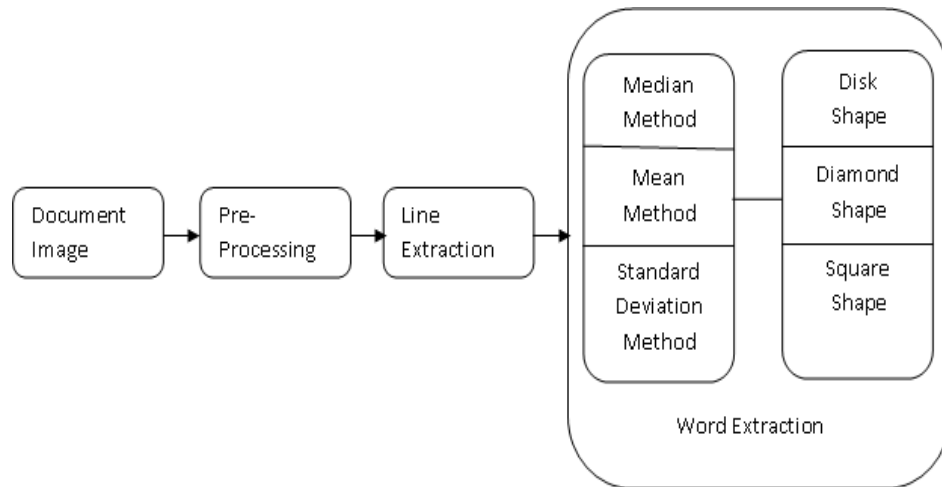 Document
Image
Pre-
Processing
Line
Extraction
Median
Method
Mean
Method
Standard
Deviation
Method
Disk
Shape
Diamond
Shape
Square
Shape
Word Extraction